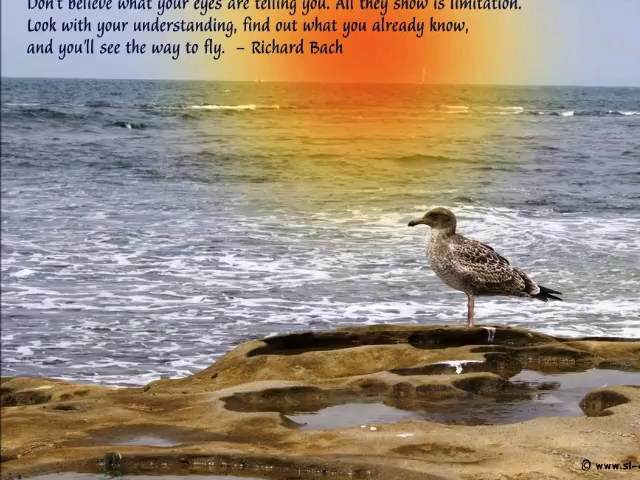 Don't believe what your eyes are telling you. All they show is limitation.
Look with your understanding, find out what you already know,
and you'll see the way to fly. – Richard Bach
© www.sl-